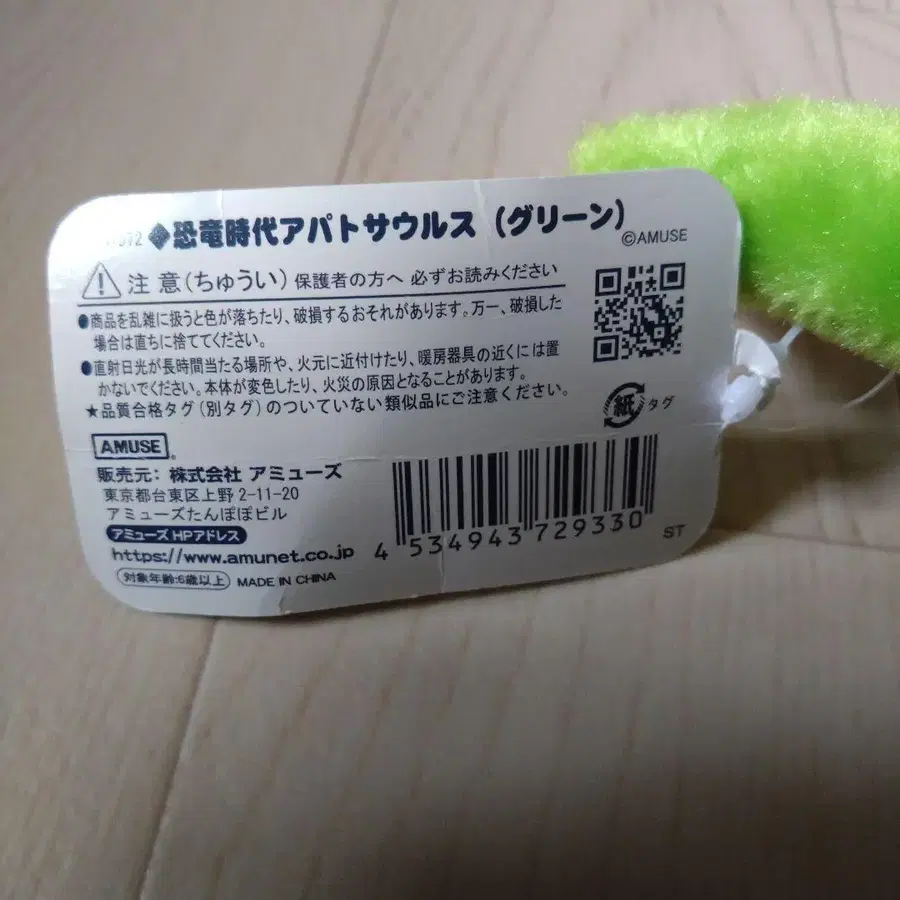 恐竜時代アパトサウルス(グリーン)
©AMUSE
注意(ちゅうい) 保護者の方へ 必ずお読みください
●商品を乱雑に扱うと色が落ちたり、破損するおそれがあります。万一、破損した
場合は直ちに捨ててください。
●直射日光が長時間当たる場所や、火元に近付けたり、暖房器具の近くには置
かないでください。本体が変色したり、火災の原因となることがあります。
★品質合格タグ(別タグ)のついていない類似品にご注意ください。
紙 タグ
AMUSE®
販売元: 株式会社 アミューズ
東京都台東区上野 2-11-20
アミューズたんぽぽビル
アミューズ HPアドレス
https://www.amunet.co.jp
4 534943 729330
ST
対象年齢:6歳以上 MADE IN CHINA